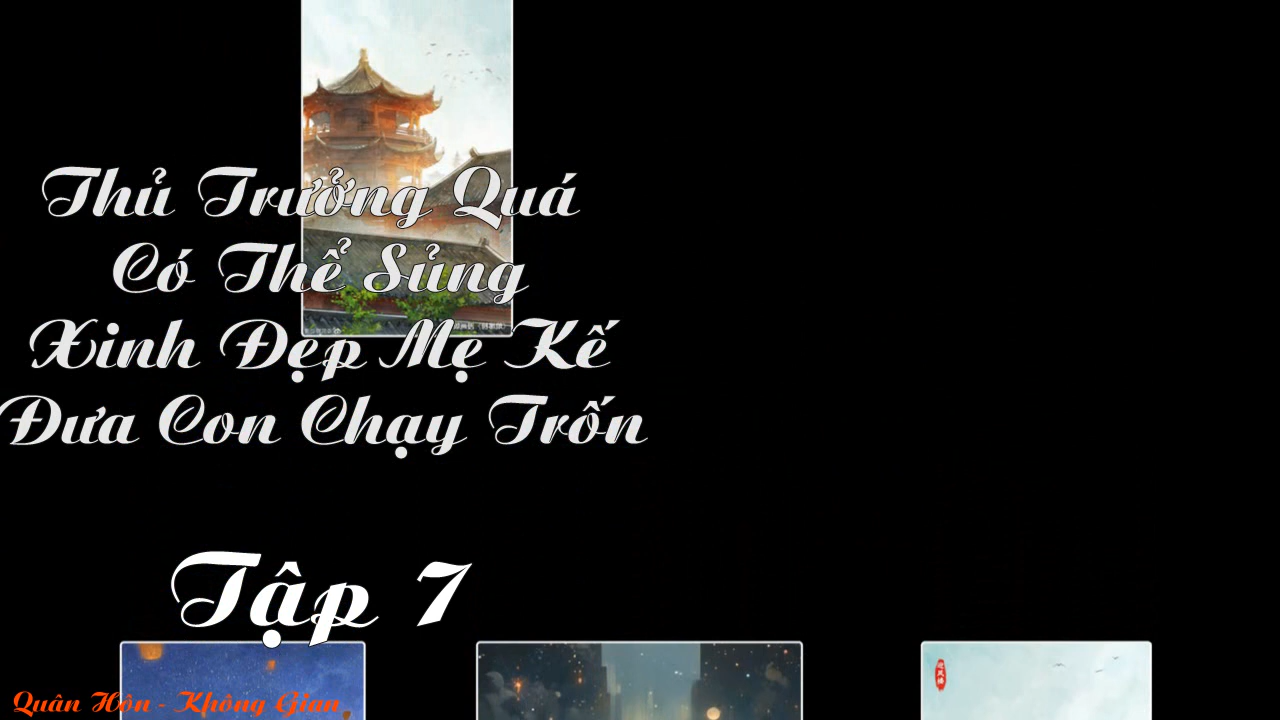 Thủ Trưởng Quá
Có Thể Sủng
Xinh Đẹp Mẹ Kế
Đưa Con Chạy Trốn
Tập 7
Quân Hôn - Không Gian